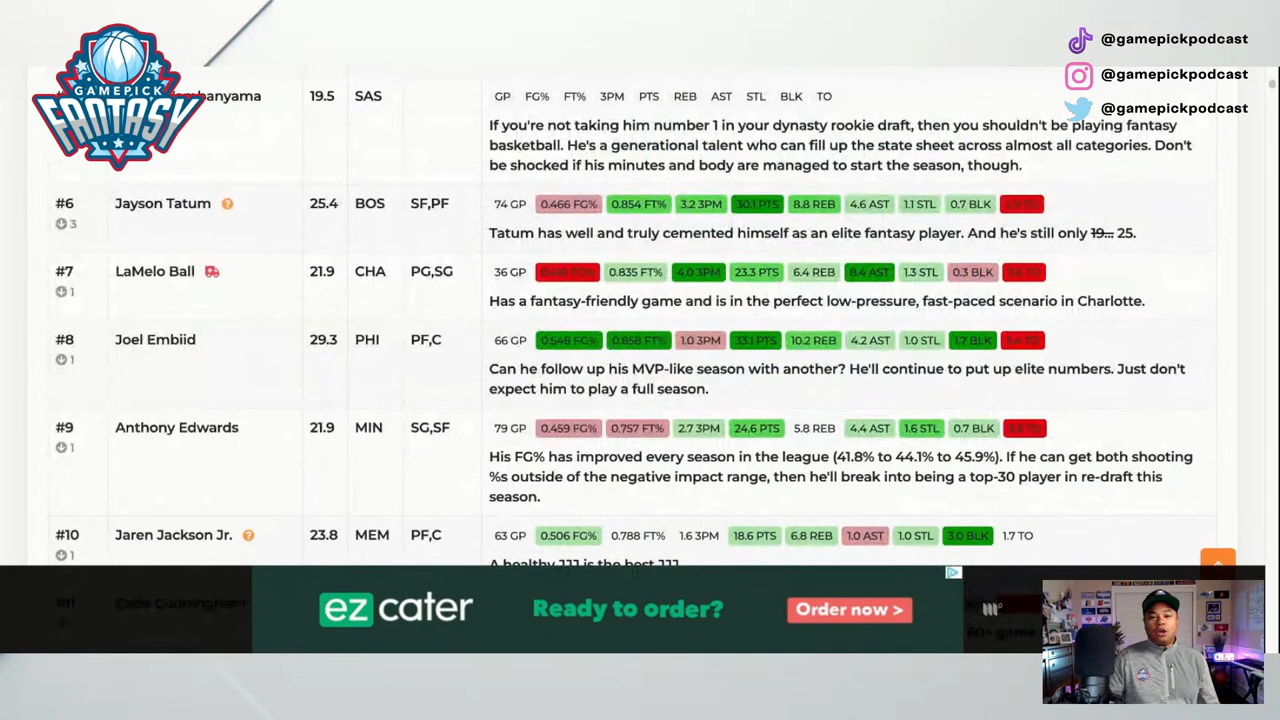 GAMEPICK
FANTASY
@gamepickpodcast
@gamepickpodcast
@gamepickpodcast
19.5 SAS GP FG% FT% 3PM PTS REB AST STL BLK TO
If you're not taking him number 1 in your dynasty rookie draft, then you shouldn't be playing fantasy
basketball. He's a generational talent who can fill up the state sheet across almost all categories. Don't
be shocked if his minutes and body are managed to start the season, though.
#6 Jayson Tatum 25.4 BOS SF,PF 74 GP 0.466 FG% 0.854 FT% 3.2 3PM 30.1 PTS 8.8 REB 4.6 AST 1.1 STL 0.7 BLK
3
Tatum has well and truly cemented himself as an elite fantasy player. And he's still only 19... 25.
#7 LaMelo Ball 21.9 CHA PG,SG 36 GP 0.835 FT% 4.0 3PM 23.3 PTS 6.4 REB 8.4 AST 1.3 STL 0.3 BLK
1
Has a fantasy-friendly game and is in the perfect low-pressure, fast-paced scenario in Charlotte.
#8 Joel Embiid 29.3 PHI PF,C 66 GP 0.548 FG% 0.858 FT% 1.0 3PM 33.1 PTS 10.2 REB 4.2 AST 1.0 STL 1.7 BLK
1
Can he follow up his MVP-like season with another? He'll continue to put up elite numbers. Just don't
expect him to play a full season.
#9 Anthony Edwards 21.9 MIN SG,SF 79 GP 0.459 FG% 0.757 FT% 2.7 3PM 24.6 PTS 5.8 REB 4.4 AST 1.6 STL 0.7 BLK
1
His FG% has improved every season in the league (41.8% to 44.1% to 45.9%). If he can get both shooting
%s outside of the negative impact range, then he'll break into being a top-30 player in re-draft this
season.
#10 Jaren Jackson Jr. 23.8 MEM PF,C 63 GP 0.506 FG% 0.788 FT% 1.6 3PM 18.6 PTS 6.8 REB 1.0 AST 1.0 STL 3.0 BLK 1.7 TO
1
A healthy JJJ is the best JJJ
#11 Cade Cunningham
ez cater Ready to order? Order now >